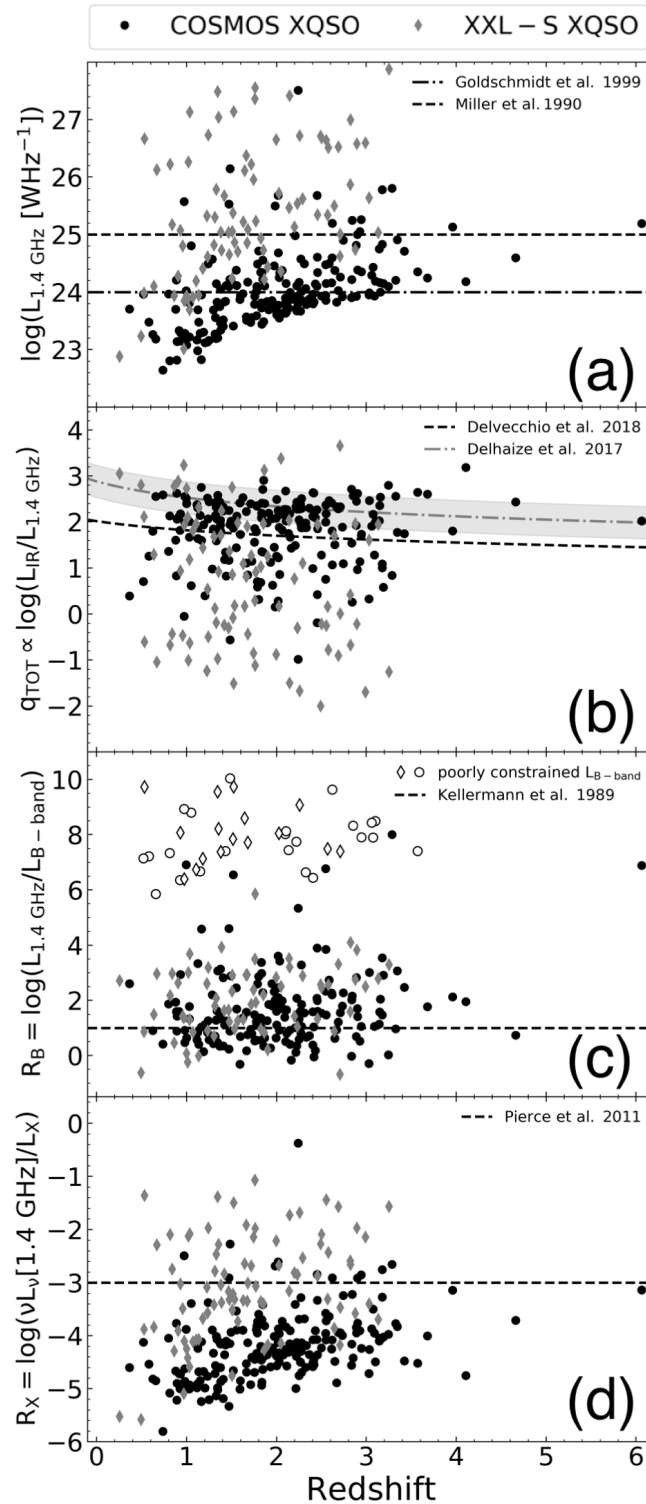 COSMOS XQSO XXL−S XQSO
Goldschmidt et al. 1999
Miller et al. 1990
log(L1.4 GHz [WHz−1])
27
26
25
24
23
(a)
Delvecchio et al. 2018
Delhaize et al. 2017
qTOT ∝ log(LIR/L1.4 GHz)
4
3
2
1
0
−1
−2
(b)
poorly constrained LB−band
Kellermann et al. 1989
RB = log(L1.4 GHz/LB−band)
10
8
6
4
2
0
(c)
Pierce et al. 2011
RX = log(νLν[1.4 GHz]/LX)
0
−1
−2
−3
−4
−5
−6
(d)
0 1 2 3 4 5 6
Redshift